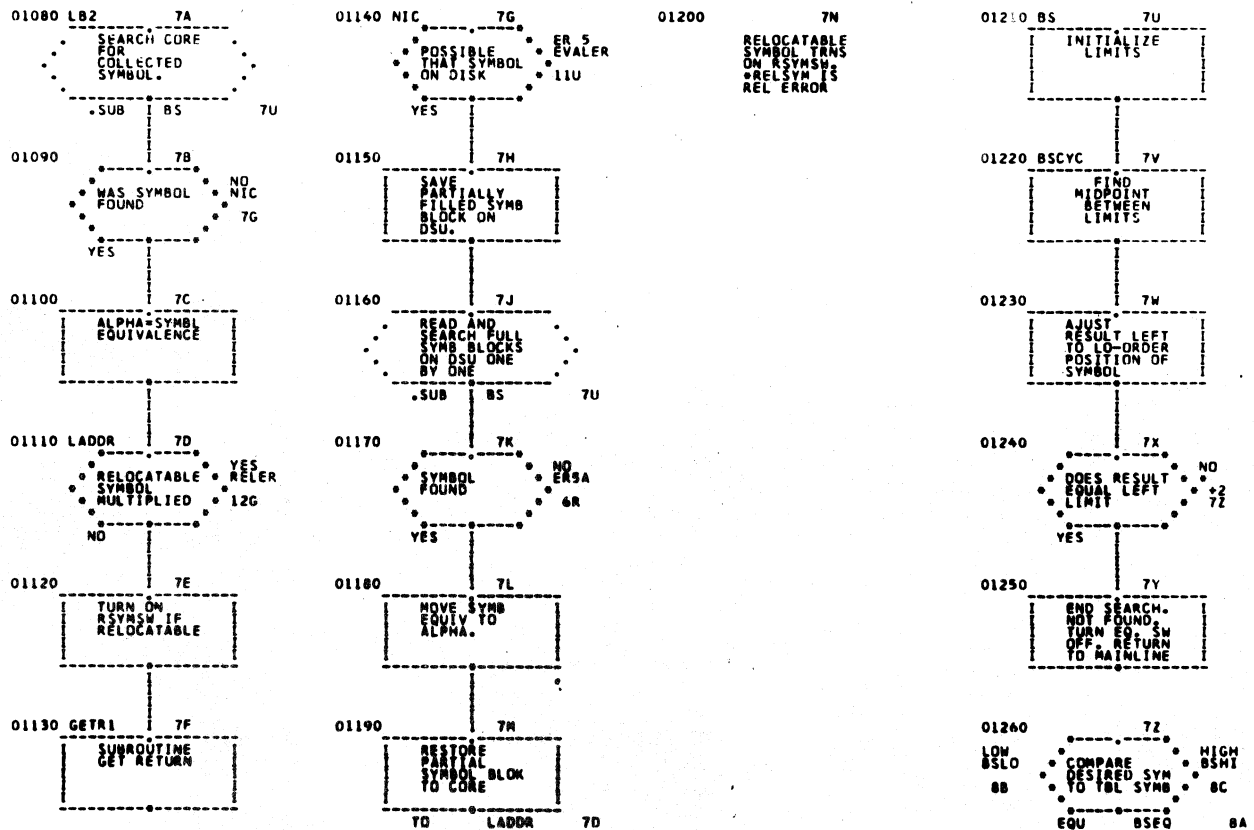 01080 LB2 7A
SEARCH CORE
FOR
COLLECTED
SYMBOL.
.SUB BS 7U
01090 7B
WAS SYMBOL
FOUND
NO
NIC
7G
YES
01100 7C
ALPHA=SYMBL
EQUIVALENCE
01110 LADDR 7D
RELOCATABLE
SYMBOL
MULTIPLIED
YES
RELER
12G
NO
01120 7E
TURN ON
RSYMSW IF
RELOCATABLE
01130 GETR1 7F
SUBROUTINE
GET RETURN
01140 NIC 7G
POSSIBLE
THAT SYMBOL
ON DISK
ER 5
EVALER
11U
YES
01150 7H
SAVE
PARTIALLY
FILLED SYMB
BLOCK ON
DSU.
01160 7J
READ AND
SEARCH FULL
SYMB BLOCKS
ON DSU ONE
BY ONE
.SUB BS 7U
01170 7K
SYMBOL
FOUND
NO
ER5A
6R
YES
01180 7L
MOVE SYMB
EQUIV TO
ALPHA.
01190 7M
RESTORE
PARTIAL
SYMBOL BLOK
TO CORE
TO LADDR 7D
01200 7N
RELOCATABLE
SYMBOL TRNS
ON RSYMSW.
*RELSYM IS
REL ERROR
01210 BS 7U
INITIALIZE
LIMITS
01220 BSCYC 7V
FIND
MIDPOINT
BETWEEN
LIMITS
01230 7W
AJUST
RESULT LEFT
TO LO-ORDER
POSITION OF
SYMBOL
01240 7X
DOES RESULT
EQUAL LEFT
LIMIT
NO
+2
7Z
YES
01250 7Y
END SEARCH.
NOT FOUND.
TURN EQ. SW
OFF. RETURN
TO MAINLINE
01260 7Z
LOW
BSLO
8B
COMPARE
DESIRED SYM
TO TBL SYMB
HIGH
BSHI
8C
EQU BSEQ 8A